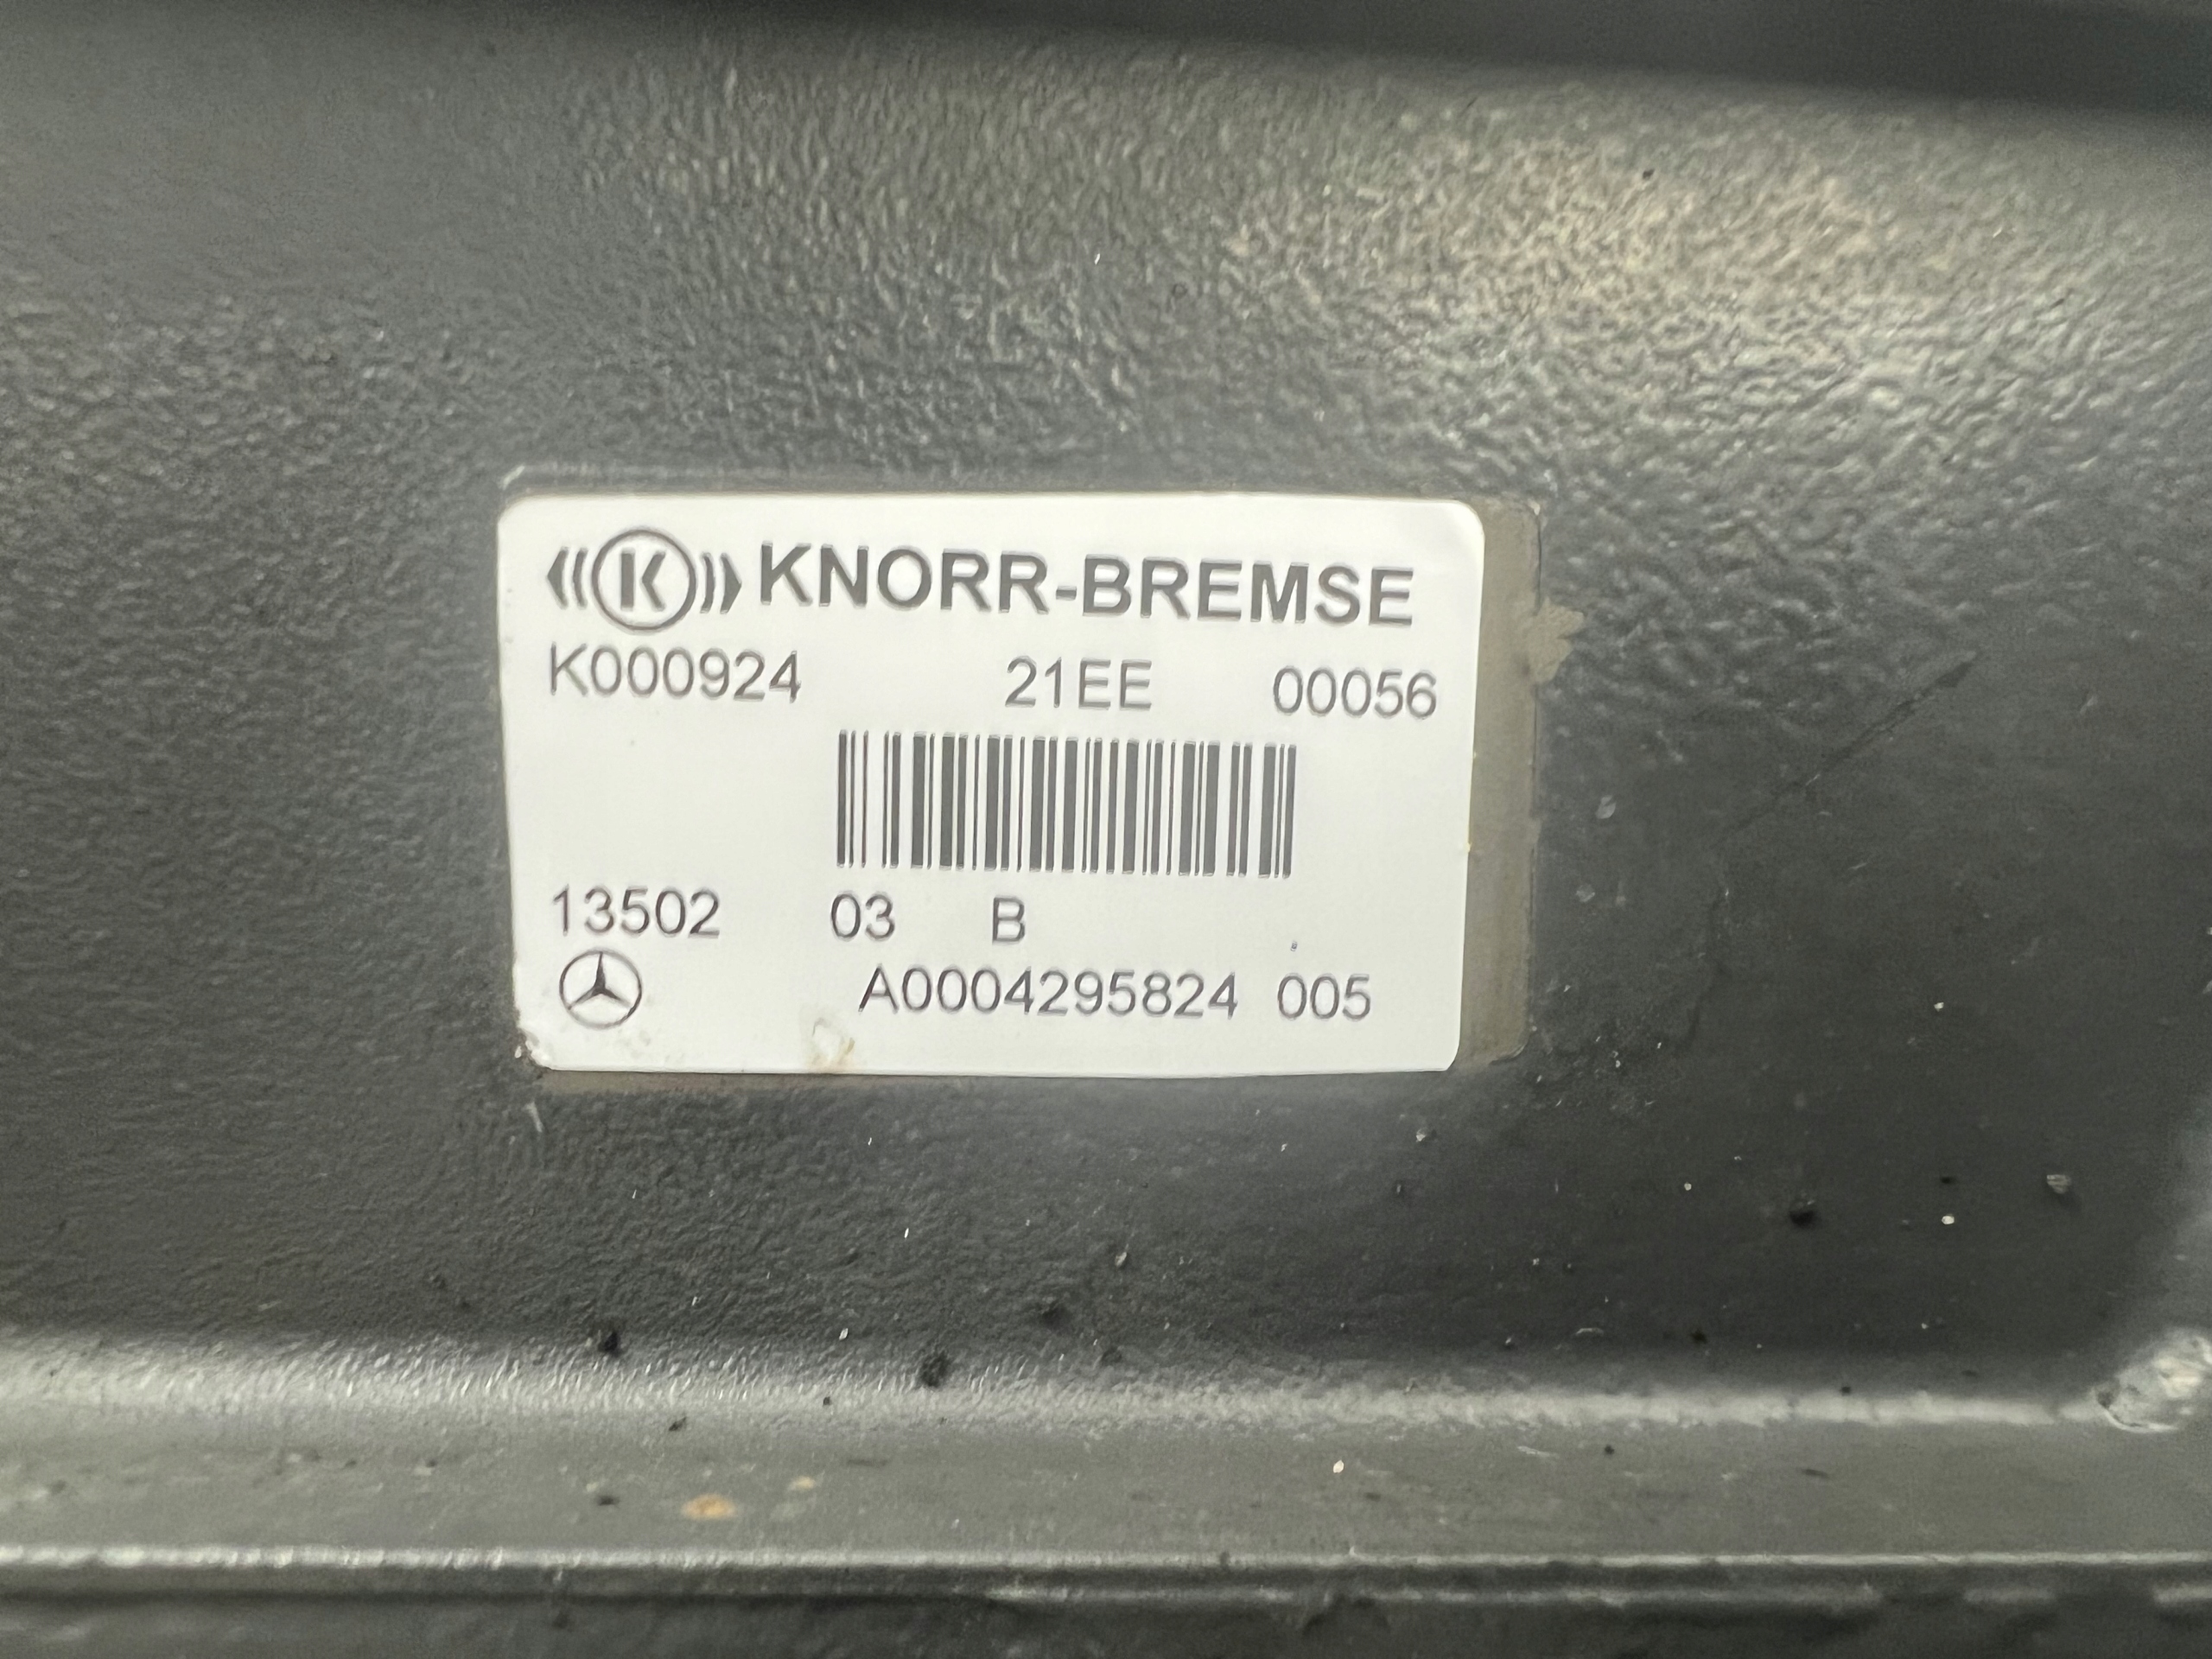 K KNORR-BREMSE
K000924 21EE 00056
13502 03 B
A0004295824 005